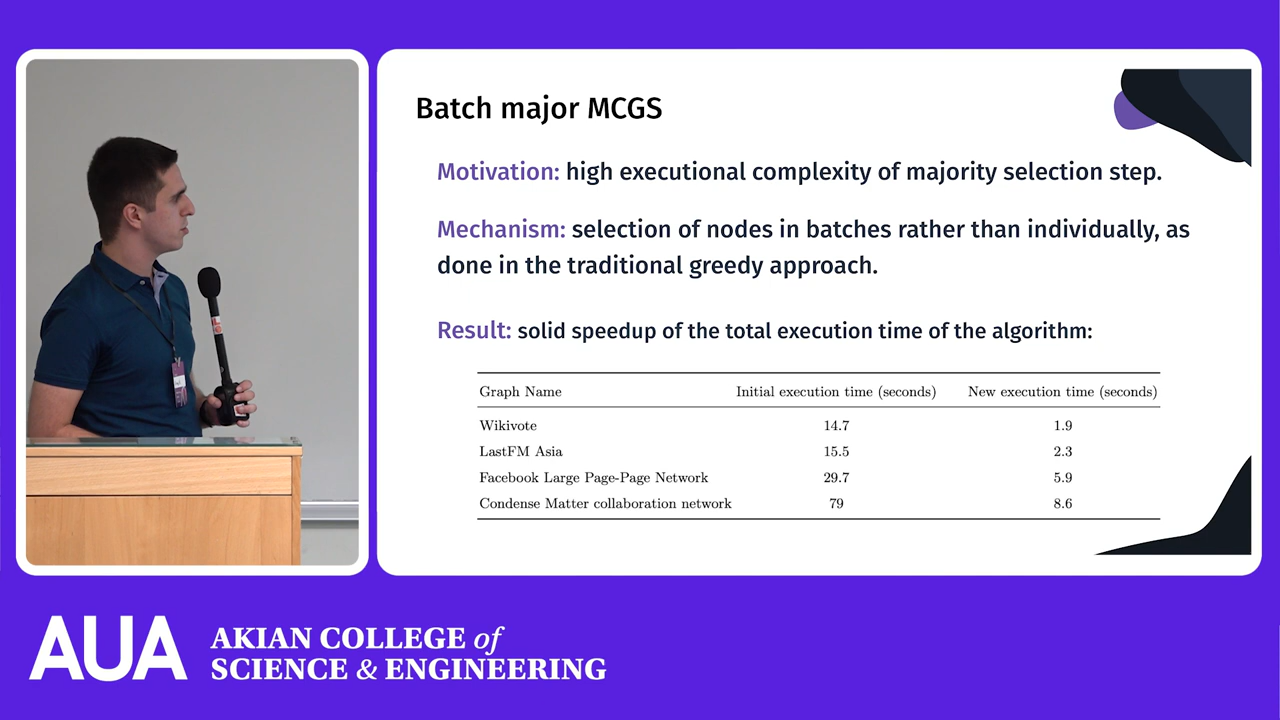 Batch major MCGS
Motivation: high executional complexity of majority selection step.
Mechanism: selection of nodes in batches rather than individually, as
done in the traditional greedy approach.
Result: solid speedup of the total execution time of the algorithm:
Graph Name Initial execution time (seconds) New execution time (seconds)
Wikivote 14.7 1.9
LastFM Asia 15.5 2.3
Facebook Large Page-Page Network 29.7 5.9
Condense Matter collaboration network 79 8.6
AUA
AKIAN COLLEGE of
SCIENCE & ENGINEERING